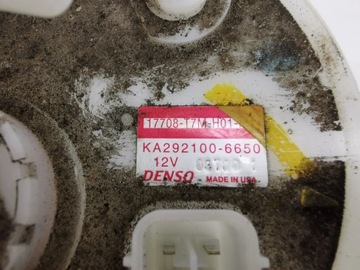 17708-T7M-H01
KA292100-6650
12V
DENSO MADE IN USA